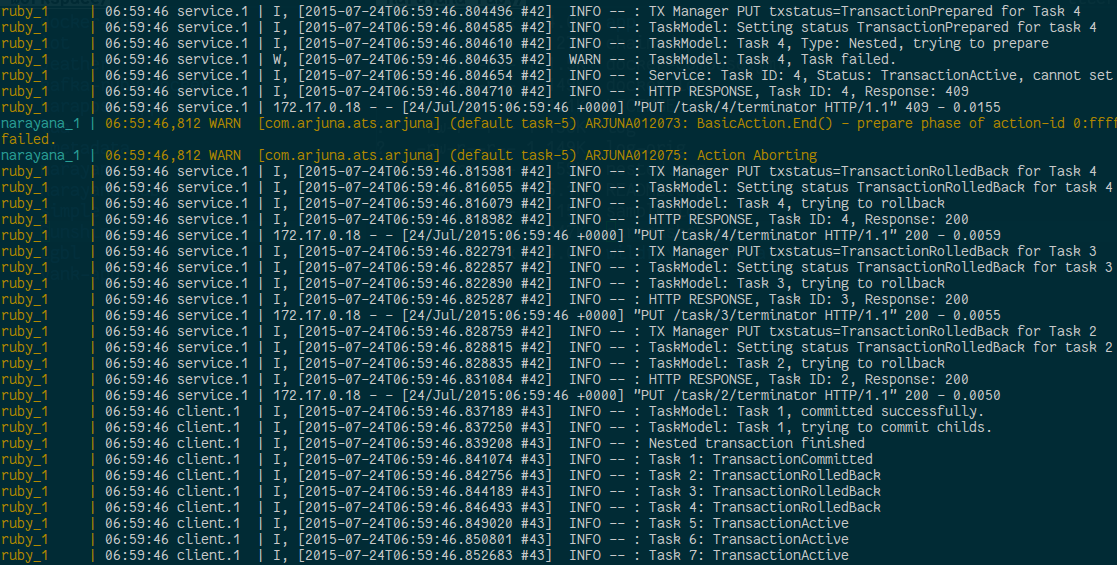 ruby_1     | 06:59:46 service.1 | I, [2015-07-24T06:59:46.804496 #42]  INFO -- : TX Manager PUT txstatus=TransactionPrepared for Task 4
ruby_1     | 06:59:46 service.1 | I, [2015-07-24T06:59:46.804585 #42]  INFO -- : TaskModel: Setting status TransactionPrepared for task 4
ruby_1     | 06:59:46 service.1 | I, [2015-07-24T06:59:46.804610 #42]  INFO -- : TaskModel: Task 4, Type: Nested, trying to prepare
ruby_1     | 06:59:46 service.1 | W, [2015-07-24T06:59:46.804635 #42]  WARN -- : TaskModel: Task 4, Task failed.
ruby_1     | 06:59:46 service.1 | I, [2015-07-24T06:59:46.804654 #42]  INFO -- : Service: Task ID: 4, Status: TransactionActive, cannot set
ruby_1     | 06:59:46 service.1 | I, [2015-07-24T06:59:46.804710 #42]  INFO -- : HTTP RESPONSE, Task ID: 4, Response: 409
ruby_1     | 06:59:46 service.1 | 172.17.0.18 - - [24/Jul/2015:06:59:46 +0000] "PUT /task/4/terminator HTTP/1.1" 409 - 0.0155
narayana_1 | 06:59:46,812 WARN  [com.arjuna.ats.arjuna] (default task-5) ARJUNA012073: BasicAction.End() - prepare phase of action-id 0:ffff
failed.
narayana_1 | 06:59:46,812 WARN  [com.arjuna.ats.arjuna] (default task-5) ARJUNA012075: Action Aborting
ruby_1     | 06:59:46 service.1 | I, [2015-07-24T06:59:46.815981 #42]  INFO -- : TX Manager PUT txstatus=TransactionRolledBack for Task 4
ruby_1     | 06:59:46 service.1 | I, [2015-07-24T06:59:46.816055 #42]  INFO -- : TaskModel: Setting status TransactionRolledBack for task 4
ruby_1     | 06:59:46 service.1 | I, [2015-07-24T06:59:46.816079 #42]  INFO -- : TaskModel: Task 4, trying to rollback
ruby_1     | 06:59:46 service.1 | I, [2015-07-24T06:59:46.818982 #42]  INFO -- : HTTP RESPONSE, Task ID: 4, Response: 200
ruby_1     | 06:59:46 service.1 | 172.17.0.18 - - [24/Jul/2015:06:59:46 +0000] "PUT /task/4/terminator HTTP/1.1" 200 - 0.0059
ruby_1     | 06:59:46 service.1 | I, [2015-07-24T06:59:46.822791 #42]  INFO -- : TX Manager PUT txstatus=TransactionRolledBack for Task 3
ruby_1     | 06:59:46 service.1 | I, [2015-07-24T06:59:46.822857 #42]  INFO -- : TaskModel: Setting status TransactionRolledBack for task 3
ruby_1     | 06:59:46 service.1 | I, [2015-07-24T06:59:46.822890 #42]  INFO -- : TaskModel: Task 3, trying to rollback
ruby_1     | 06:59:46 service.1 | I, [2015-07-24T06:59:46.825287 #42]  INFO -- : HTTP RESPONSE, Task ID: 3, Response: 200
ruby_1     | 06:59:46 service.1 | 172.17.0.18 - - [24/Jul/2015:06:59:46 +0000] "PUT /task/3/terminator HTTP/1.1" 200 - 0.0055
ruby_1     | 06:59:46 service.1 | I, [2015-07-24T06:59:46.828759 #42]  INFO -- : TX Manager PUT txstatus=TransactionRolledBack for Task 2
ruby_1     | 06:59:46 service.1 | I, [2015-07-24T06:59:46.828815 #42]  INFO -- : TaskModel: Setting status TransactionRolledBack for task 2
ruby_1     | 06:59:46 service.1 | I, [2015-07-24T06:59:46.828835 #42]  INFO -- : TaskModel: Task 2, trying to rollback
ruby_1     | 06:59:46 service.1 | I, [2015-07-24T06:59:46.831084 #42]  INFO -- : HTTP RESPONSE, Task ID: 2, Response: 200
ruby_1     | 06:59:46 service.1 | 172.17.0.18 - - [24/Jul/2015:06:59:46 +0000] "PUT /task/2/terminator HTTP/1.1" 200 - 0.0050
ruby_1     | 06:59:46 client.1  | I, [2015-07-24T06:59:46.837189 #43]  INFO -- : TaskModel: Task 1, committed successfully.
ruby_1     | 06:59:46 client.1  | I, [2015-07-24T06:59:46.837250 #43]  INFO -- : TaskModel: Task 1, trying to commit childs.
ruby_1     | 06:59:46 client.1  | I, [2015-07-24T06:59:46.839208 #43]  INFO -- : Nested transaction finished
ruby_1     | 06:59:46 client.1  | I, [2015-07-24T06:59:46.841074 #43]  INFO -- : Task 1: TransactionCommitted
ruby_1     | 06:59:46 client.1  | I, [2015-07-24T06:59:46.842756 #43]  INFO -- : Task 2: TransactionRolledBack
ruby_1     | 06:59:46 client.1  | I, [2015-07-24T06:59:46.844189 #43]  INFO -- : Task 3: TransactionRolledBack
ruby_1     | 06:59:46 client.1  | I, [2015-07-24T06:59:46.846493 #43]  INFO -- : Task 4: TransactionRolledBack
ruby_1     | 06:59:46 client.1  | I, [2015-07-24T06:59:46.849020 #43]  INFO -- : Task 5: TransactionActive
ruby_1     | 06:59:46 client.1  | I, [2015-07-24T06:59:46.850801 #43]  INFO -- : Task 6: TransactionActive
ruby_1     | 06:59:46 client.1  | I, [2015-07-24T06:59:46.852683 #43]  INFO -- : Task 7: TransactionActive